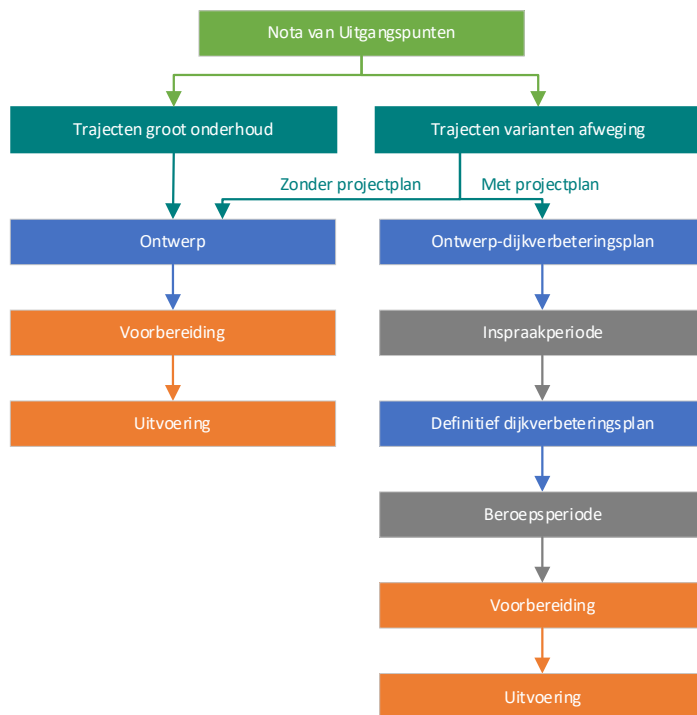 Nota van Uitgangspunten
Trajecten groot onderhoud
Trajecten varianten afweging
Zonder projectplan
Met projectplan
Ontwerp
Ontwerp-dijkverbeteringsplan
Voorbereiding
Inspraakperiode
Uitvoering
Definitief dijkverbeteringsplan
Beroepsperiode
Voorbereiding
Uitvoering